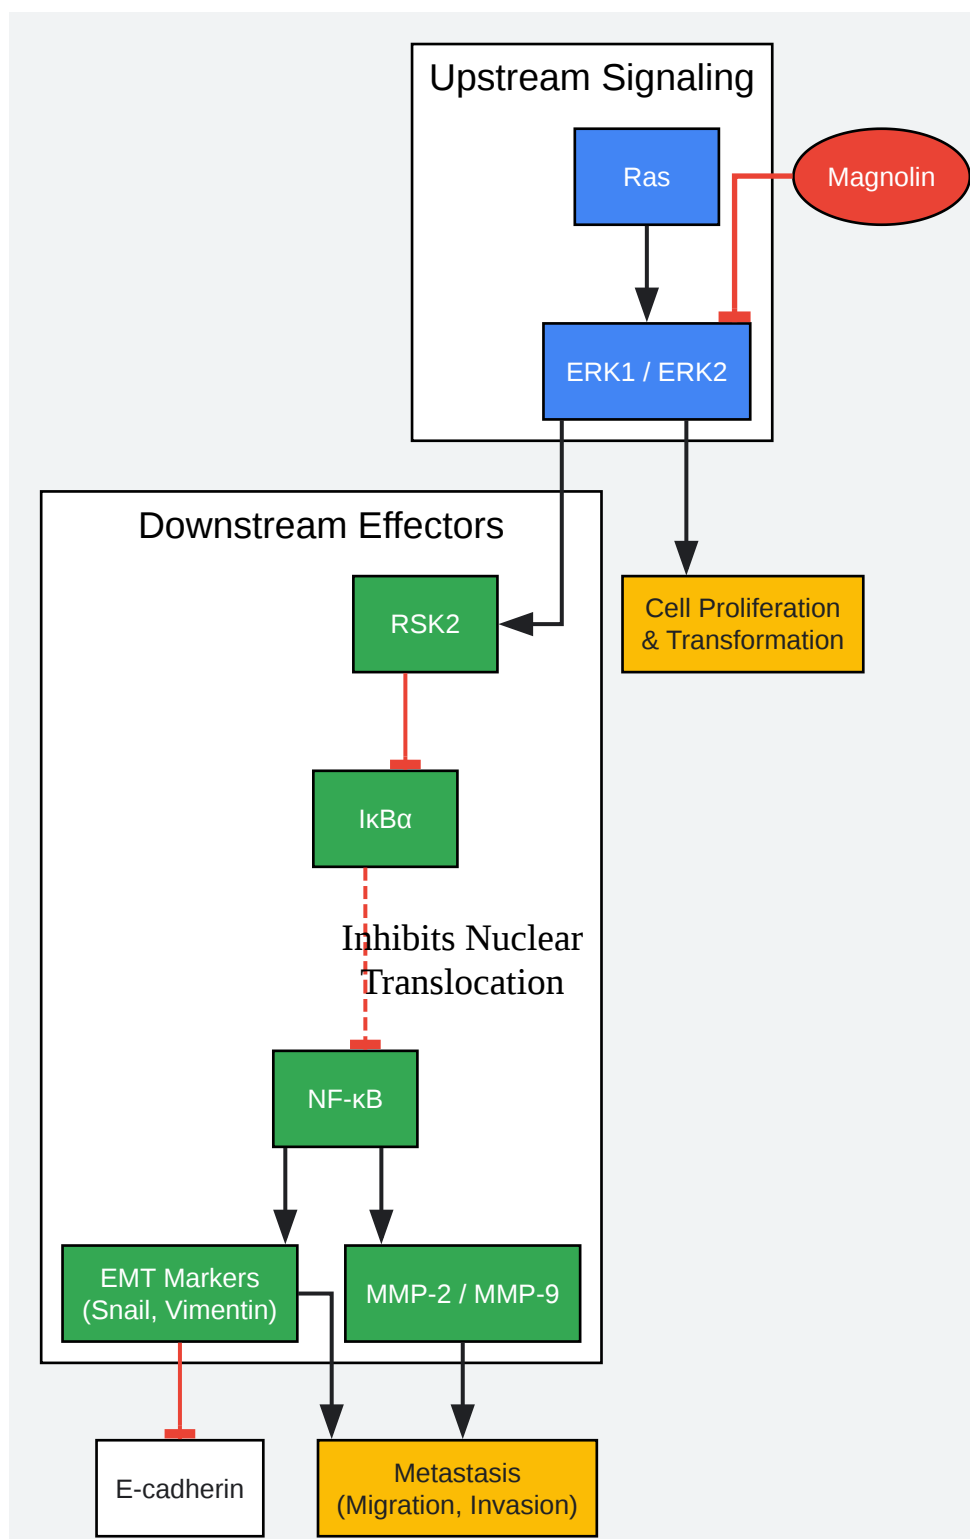 Upstream Signaling
Ras
Magnolin
ERK1 / ERK2
Downstream Effectors
RSK2
Cell Proliferation
& Transformation
IκBα
Inhibits Nuclear
Translocation
NF-κB
EMT Markers
(Snail, Vimentin)
MMP-2 / MMP-9
E-cadherin
Metastasis
(Migration, Invasion)